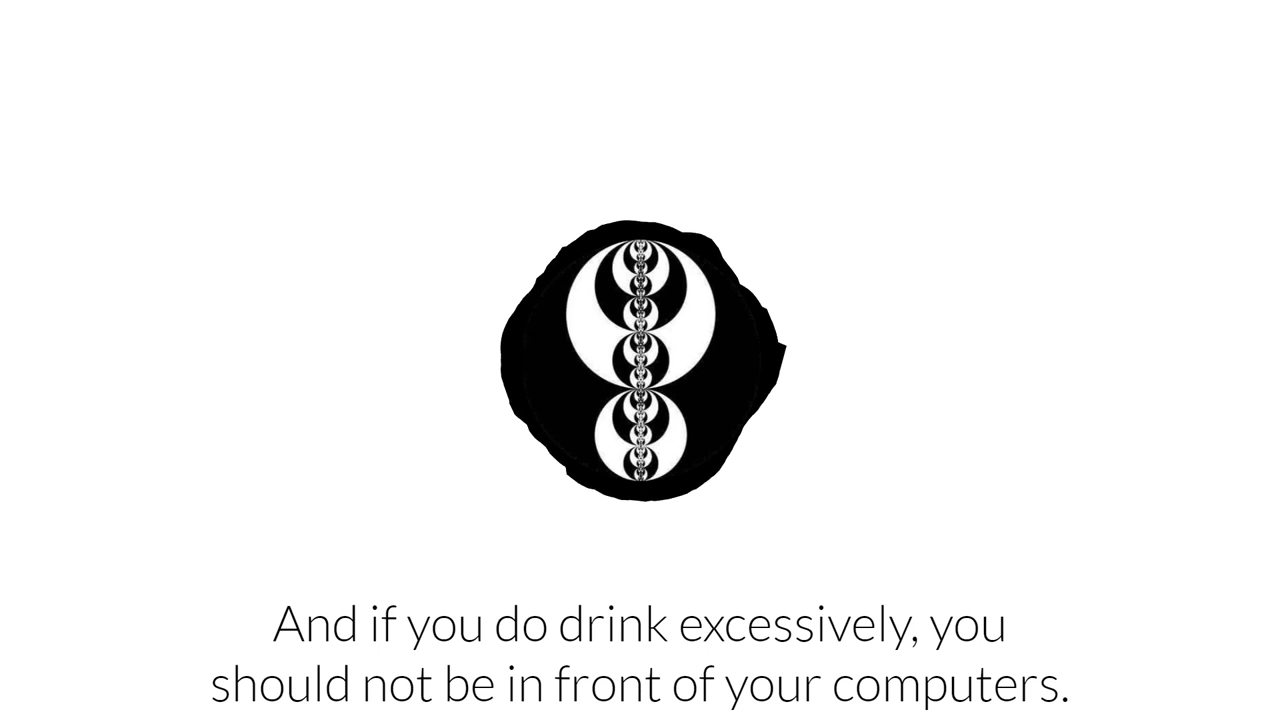 And if you do drink excessively, you
should not be in front of your computers.